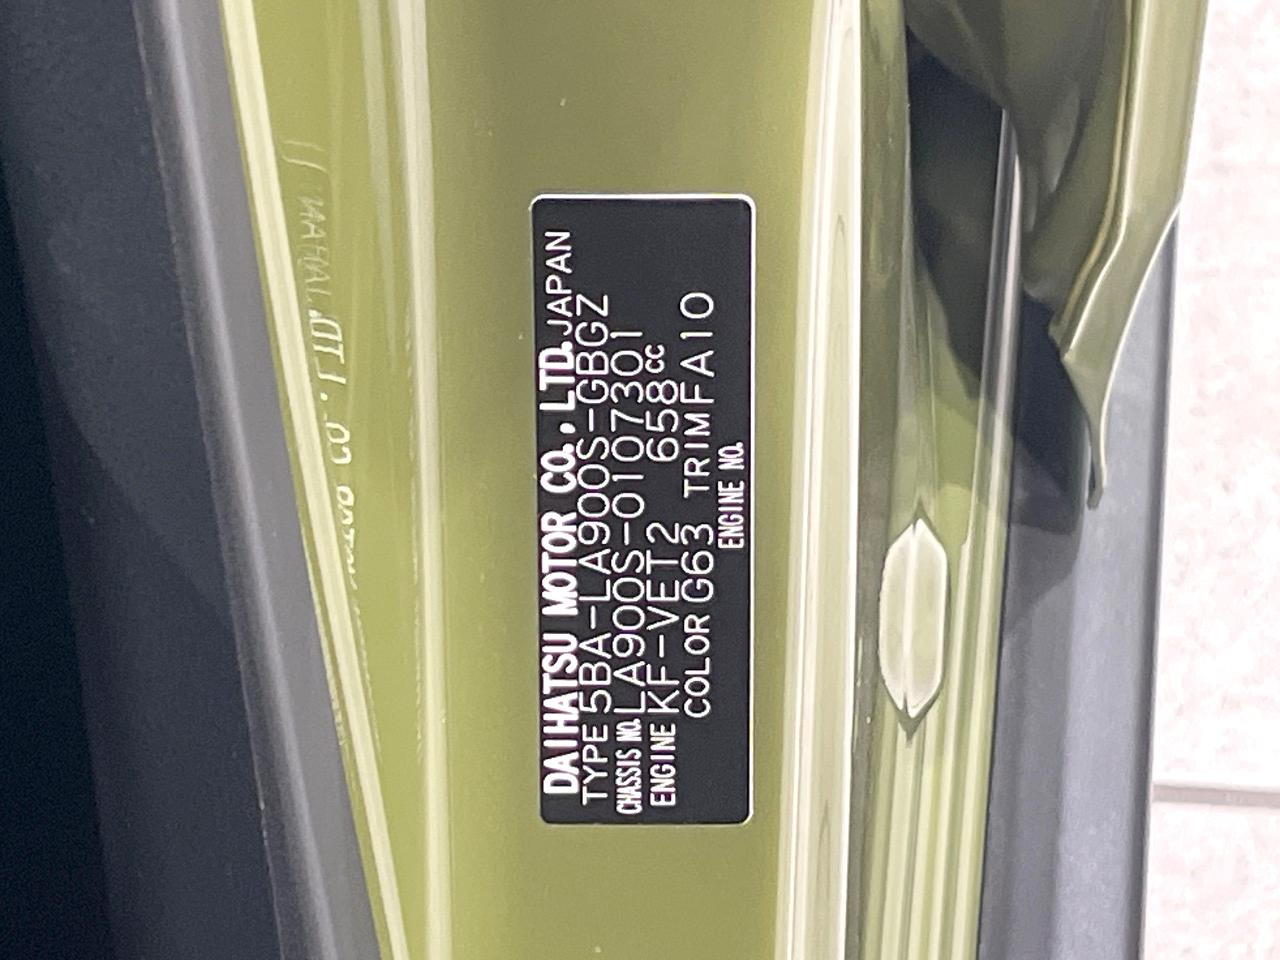 DAIHATSU MOTOR CO., LTD. JAPAN
TYPE 5BA-LA900S-GBGZ
CHASSIS NO. LA900S-0107301
ENGINE KF-VET2 658CC
COLOR G63 TRIM FA10
ENGINE NO.